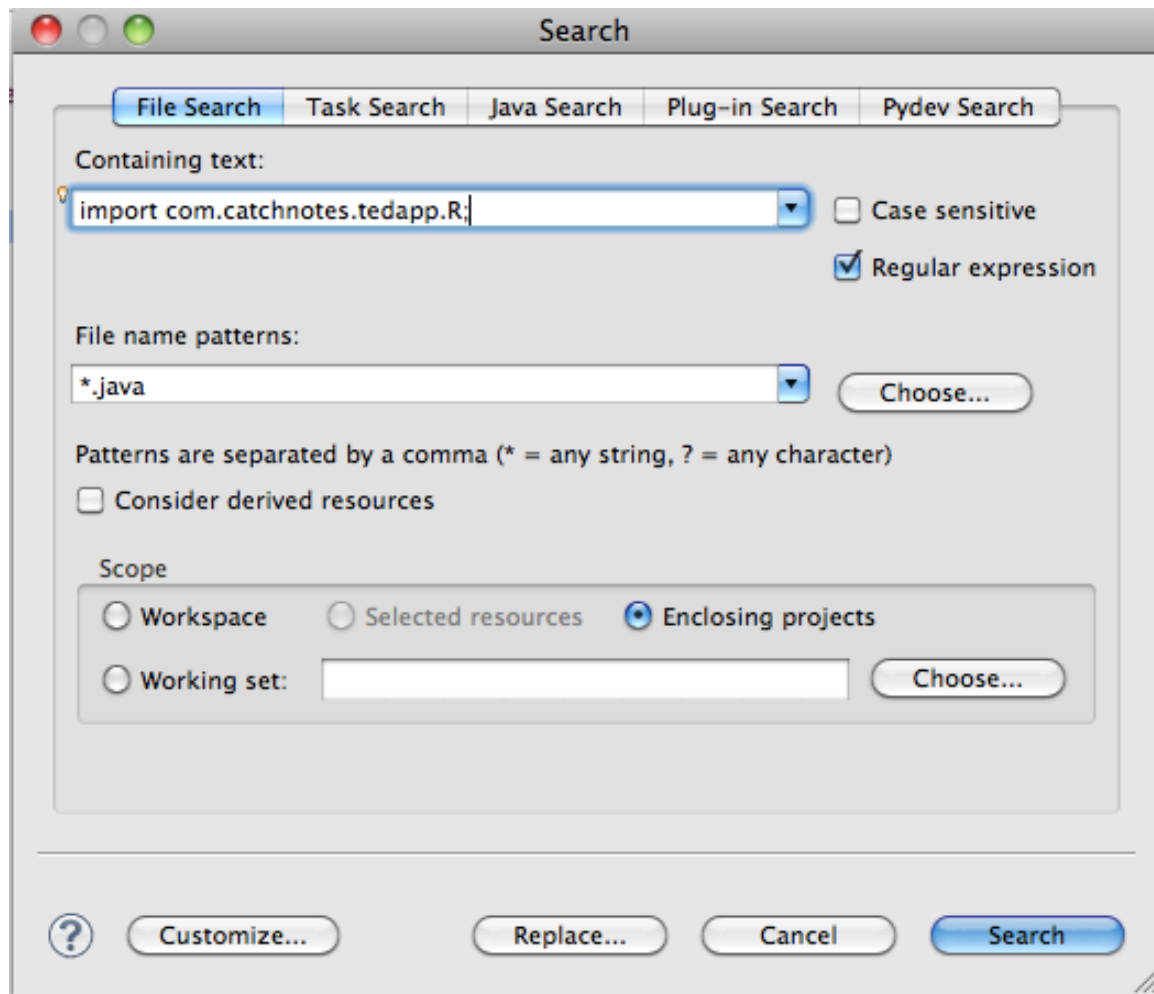 Search
File Search Task Search Java Search Plug-in Search Pydev Search
Containing text:
import com.catchnotes.tedapp.R; Case sensitive
Regular expression
File name patterns:
*.java Choose...
Patterns are separated by a comma (* = any string, ? = any character)
Consider derived resources
Scope
Workspace Selected resources Enclosing projects
Working set: Choose...
? Customize... Replace... Cancel Search